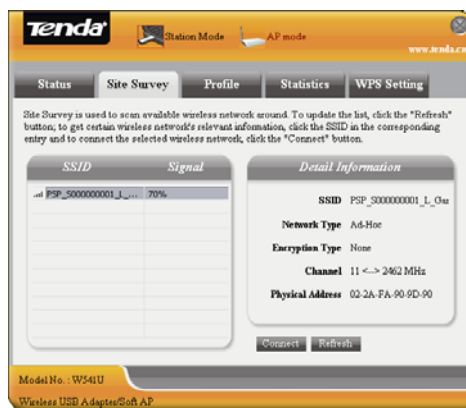 Tenda
Station Mode
AP mode
www.tenda.cn
Status
Site Survey
Profile
Statistics
WPS Setting
Site Survey is used to scan available wireless network around. To update the list, click the "Refresh"
button; to get certain wireless network's relevant information, click the SSID in the corresponding
entry and to connect the selected wireless network, click the "Connect" button.
SSID Signal
PSP_S000000001_L_... 70%
Detail Information
SSID PSP_S000000001_L_Gar
Network Type Ad-Hoc
Encryption Type None
Channel 11 <--> 2462 MHz
Physical Address 02-2A-FA-90-9D-90
Connect
Refresh
Model No. : W541U
Wireless USB Adapter/Soft AP